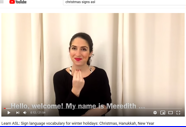 YouTube
christmas signs asl
Hello, welcome! My name is Meredith
Learn ASL: Sign language vocabulary for winter holidays: Christmas, Hanukkah, New Year